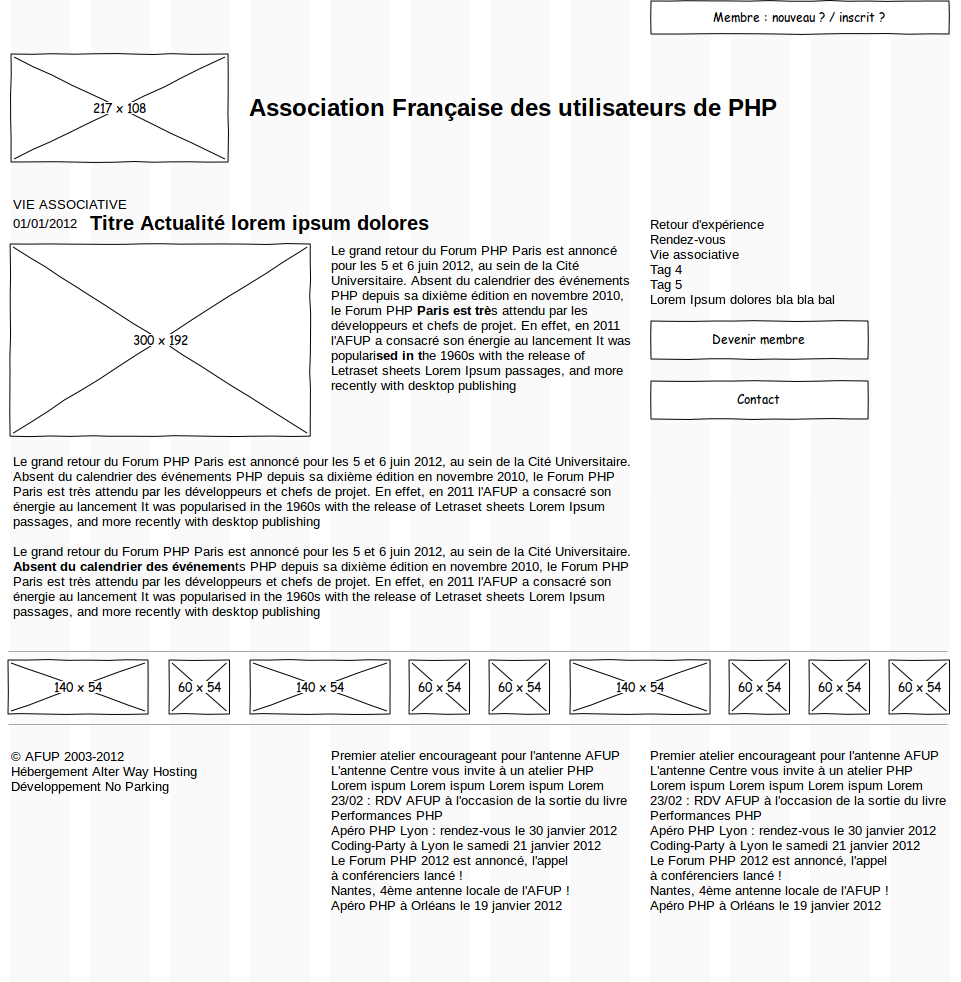 Membre : nouveau ? / inscrit ?
217 x 108
Association Française des utilisateurs de PHP
VIE ASSOCIATIVE
01/01/2012 Titre Actualité lorem ipsum dolores
300 x 192
Le grand retour du Forum PHP Paris est annoncé
pour les 5 et 6 juin 2012, au sein de la Cité
Universitaire. Absent du calendrier des événements
PHP depuis sa dixième édition en novembre 2010,
le Forum PHP Paris est très attendu par les
développeurs et chefs de projet. En effet, en 2011
l'AFUP a consacré son énergie au lancement It was
popularised in the 1960s with the release of
Letraset sheets Lorem Ipsum passages, and more
recently with desktop publishing
Retour d'expérience
Rendez-vous
Vie associative
Tag 4
Tag 5
Lorem Ipsum dolores bla bla bal
Devenir membre
Contact
Le grand retour du Forum PHP Paris est annoncé pour les 5 et 6 juin 2012, au sein de la Cité Universitaire.
Absent du calendrier des événements PHP depuis sa dixième édition en novembre 2010, le Forum PHP
Paris est très attendu par les développeurs et chefs de projet. En effet, en 2011 l'AFUP a consacré son
énergie au lancement It was popularised in the 1960s with the release of Letraset sheets Lorem Ipsum
passages, and more recently with desktop publishing
Le grand retour du Forum PHP Paris est annoncé pour les 5 et 6 juin 2012, au sein de la Cité Universitaire.
Absent du calendrier des événements PHP depuis sa dixième édition en novembre 2010, le Forum PHP
Paris est très attendu par les développeurs et chefs de projet. En effet, en 2011 l'AFUP a consacré son
énergie au lancement It was popularised in the 1960s with the release of Letraset sheets Lorem Ipsum
passages, and more recently with desktop publishing
140 x 54 60 x 54 140 x 54 60 x 54 60 x 54 140 x 54 60 x 54 60 x 54 60 x 54
© AFUP 2003-2012
Hébergement Alter Way Hosting
Développement No Parking
Premier atelier encourageant pour l'antenne AFUP
L'antenne Centre vous invite à un atelier PHP
Lorem ispum Lorem ispum Lorem ispum Lorem
23/02 : RDV AFUP à l'occasion de la sortie du livre
Performances PHP
Apéro PHP Lyon : rendez-vous le 30 janvier 2012
Coding-Party à Lyon le samedi 21 janvier 2012
Le Forum PHP 2012 est annoncé, l'appel
à conférenciers lancé !
Nantes, 4ème antenne locale de l'AFUP !
Apéro PHP à Orléans le 19 janvier 2012
Premier atelier encourageant pour l'antenne AFUP
L'antenne Centre vous invite à un atelier PHP
Lorem ispum Lorem ispum Lorem ispum Lorem
23/02 : RDV AFUP à l'occasion de la sortie du livre
Performances PHP
Apéro PHP Lyon : rendez-vous le 30 janvier 2012
Coding-Party à Lyon le samedi 21 janvier 2012
Le Forum PHP 2012 est annoncé, l'appel
à conférenciers lancé !
Nantes, 4ème antenne locale de l'AFUP !
Apéro PHP à Orléans le 19 janvier 2012